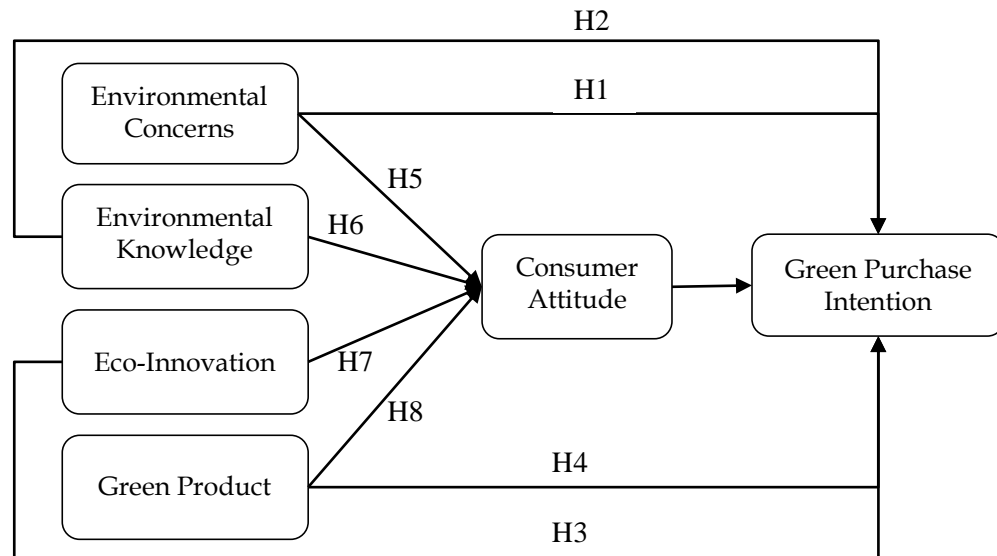 H2
H1
Environmental
Concerns
H5
Environmental
Knowledge
H6
Consumer
Attitude
Green Purchase
Intention
Eco-Innovation
H7
H8
Green Product
H4
H3